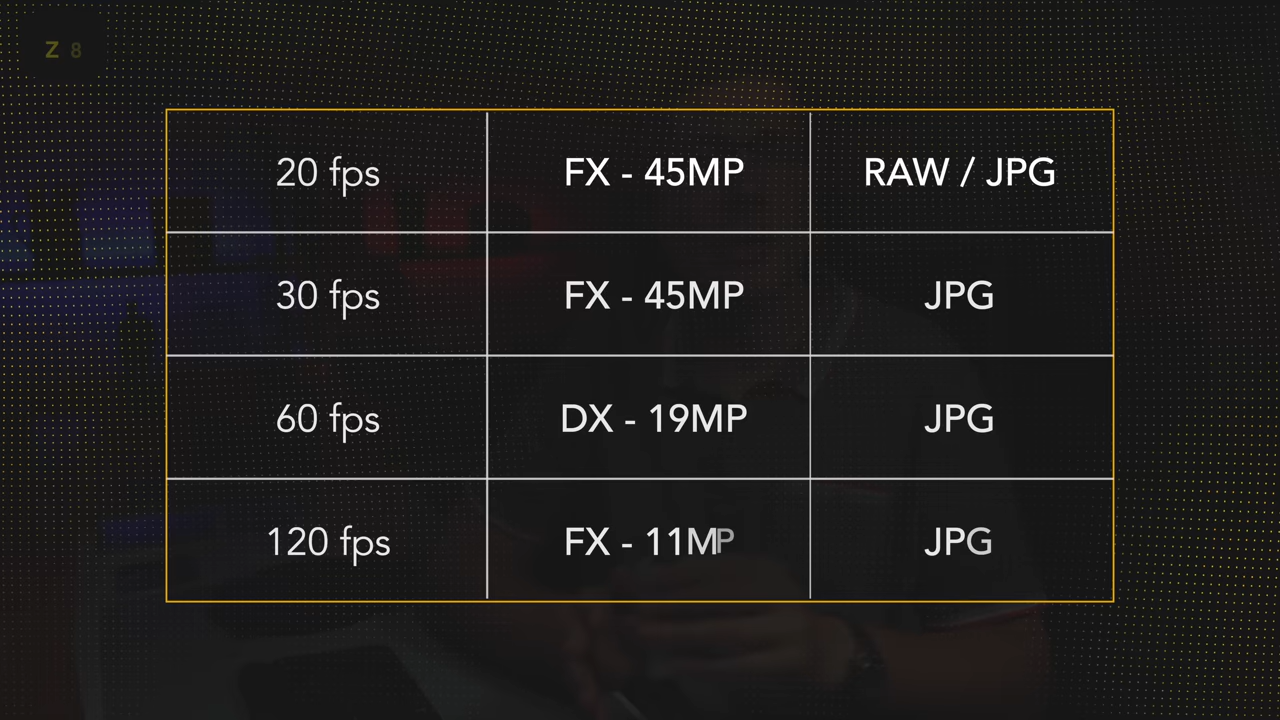 Z 8
20 fps FX - 45MP RAW / JPG
30 fps FX - 45MP JPG
60 fps DX - 19MP JPG
120 fps FX - 11MP JPG